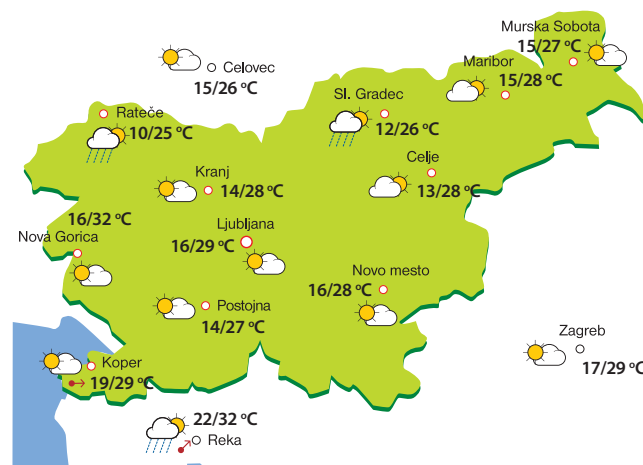 Murska Sobota
15/27 °C
Celovec
15/26 °C
Maribor
15/28 °C
Sl. Gradec
12/26 °C
Rateče
10/25 °C
Celje
13/28 °C
Kranj
14/28 °C
16/32 °C
Nova Gorica
Ljubljana
16/29 °C
Novo mesto
16/28 °C
Postojna
14/27 °C
Zagreb
17/29 °C
Koper
19/29 °C
22/32 °C
Reka